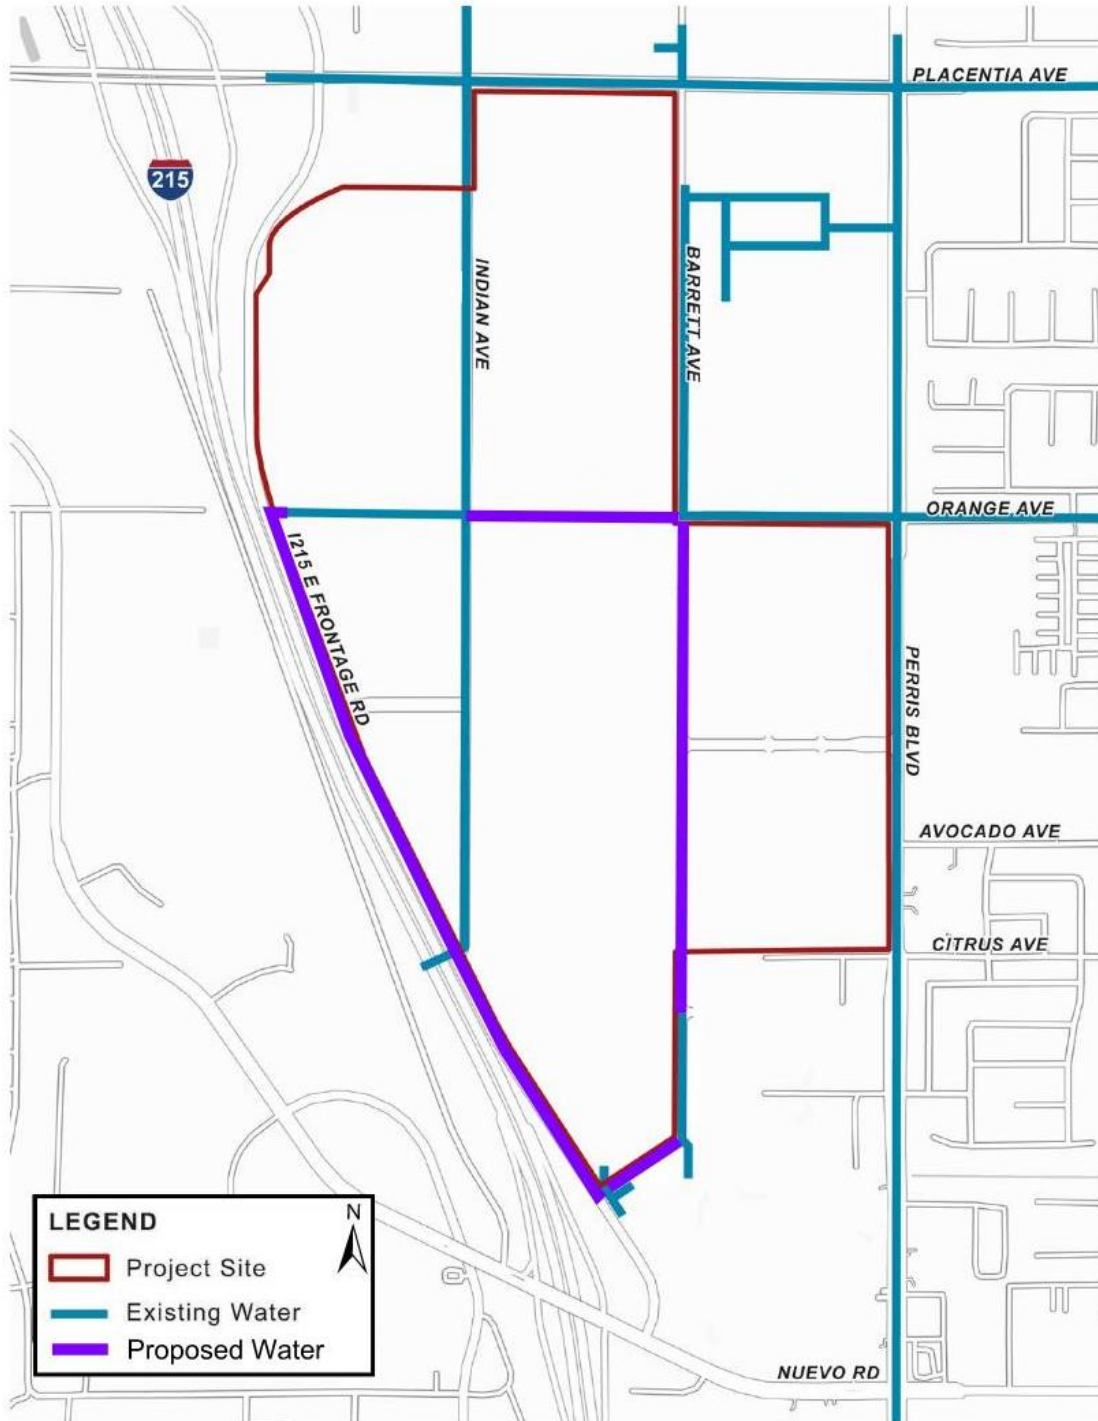 PLACENTIA AVE
215
INDIAN AVE
BARRETT AVE
ORANGE AVE
I215 E FRONTAGE RD
PERRIS BLVD
AVOCADO AVE
CITRUS AVE
LEGEND
N
Project Site
Existing Water
Proposed Water
NUEVO RD